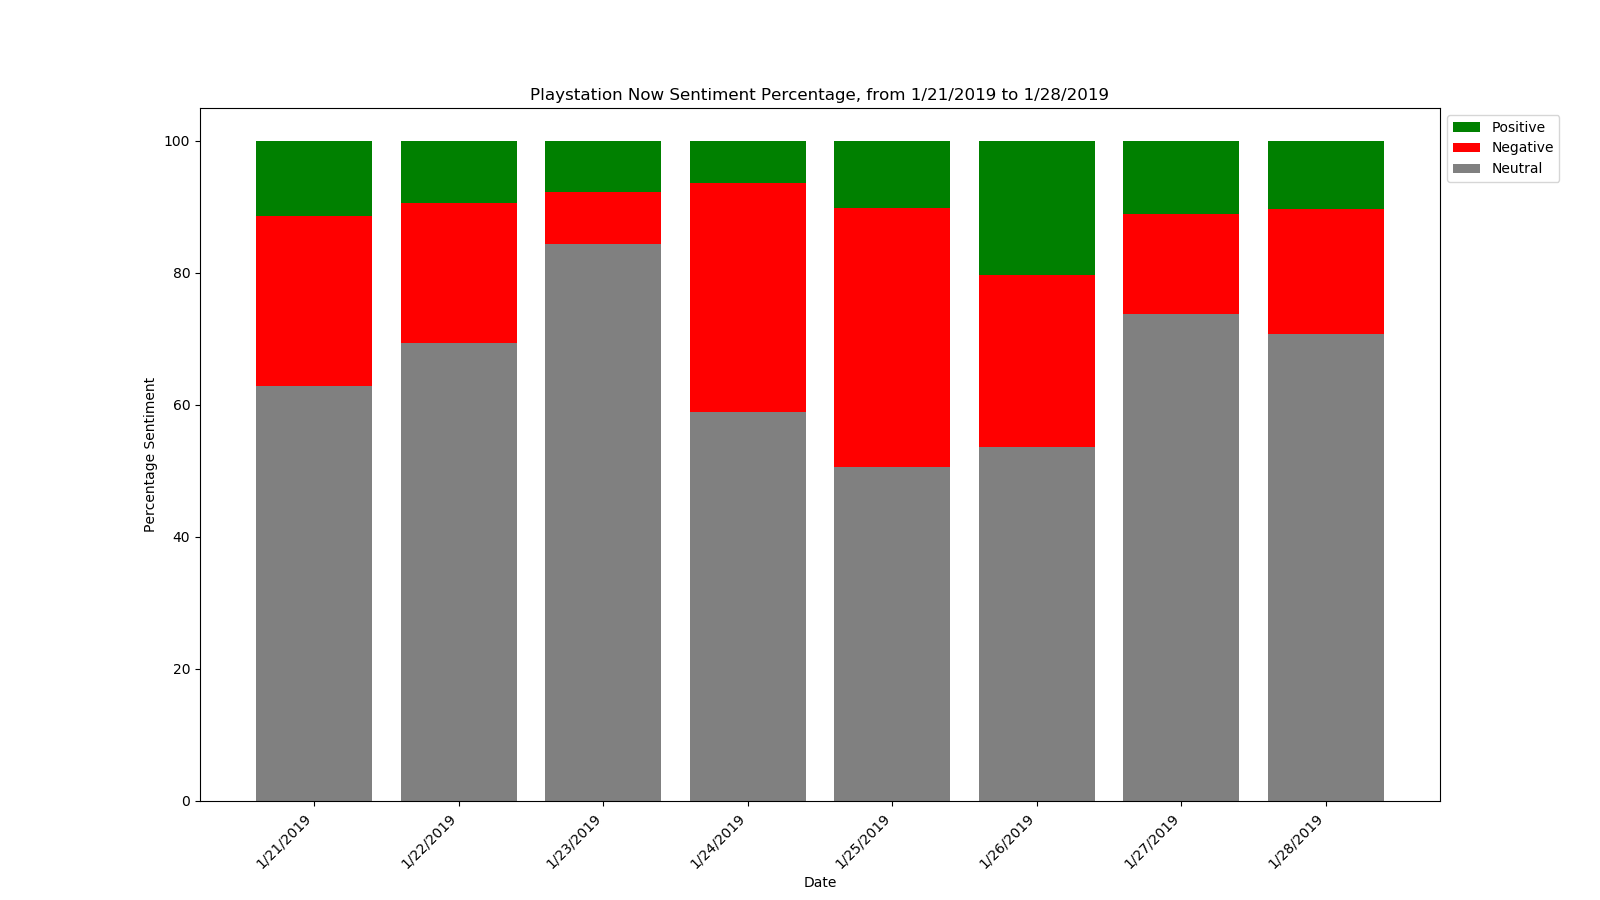 Playstation Now Sentiment Percentage, from 1/21/2019 to 1/28/2019
Positive
Negative
Neutral
100
80
60
40
20
0
Percentage Sentiment
1/21/2019
1/22/2019
1/23/2019
1/24/2019
1/25/2019
1/26/2019
1/27/2019
1/28/2019
Date